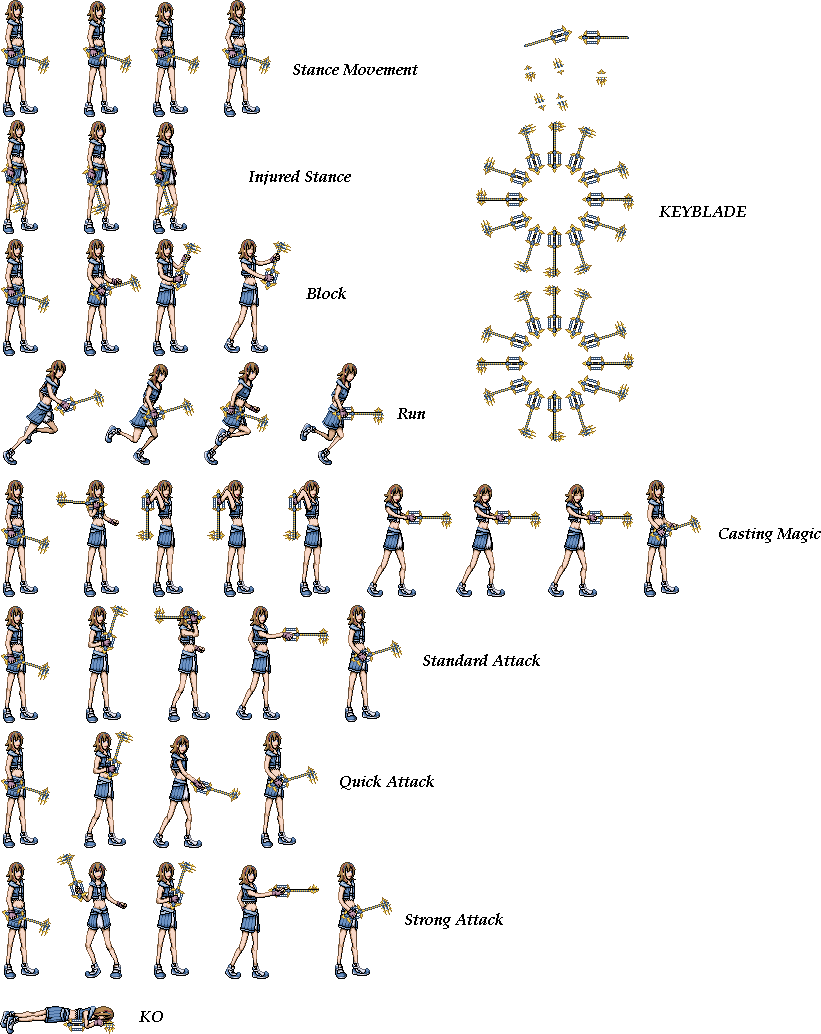 Stance Movement
Injured Stance
KEYBLADE
Block
Run
Casting Magic
Standard Attack
Quick Attack
Strong Attack
KO